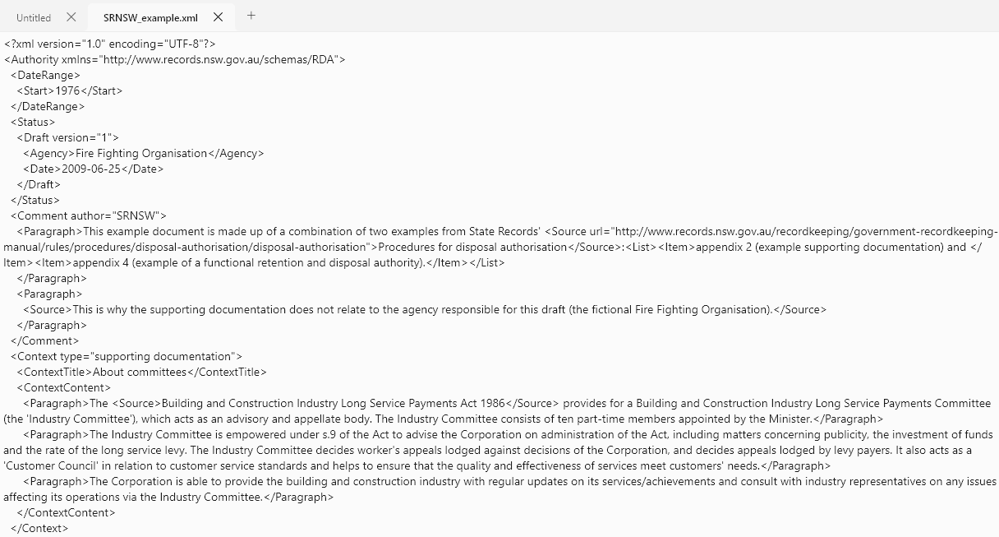 Untitled
SRNSW_example.xml
<?xml version="1.0" encoding="UTF-8"?>
<Authority xmlns="http://www.records.nsw.gov.au/schemas/RDA">
<DateRange>
<Start>1976</Start>
</DateRange>
<Status>
<Draft version="1">
<Agency>Fire Fighting Organisation</Agency>
<Date>2009-06-25</Date>
</Draft>
</Status>
<Comment author="SRNSW">
<Paragraph>This example document is made up of a combination of two examples from State Records' <Source url="http://www.records.nsw.gov.au/recordkeeping/government-recordkeeping-
manual/rules/procedures/disposal-authorisation/disposal-authorisation">Procedures for disposal authorisation</Source>:<List><Item>appendix 2 (example supporting documentation) and </
Item><Item>appendix 4 (example of a functional retention and disposal authority).</Item></List>
</Paragraph>
<Paragraph>
<Source>This is why the supporting documentation does not relate to the agency responsible for this draft (the fictional Fire Fighting Organisation).</Source>
</Paragraph>
</Comment>
<Context type="supporting documentation">
<ContextTitle>About committees</ContextTitle>
<ContextContent>
<Paragraph>The <Source>Building and Construction Industry Long Service Payments Act 1986</Source> provides for a Building and Construction Industry Long Service Payments Committee
(the 'Industry Committee'), which acts as an advisory and appellate body. The Industry Committee consists of ten part-time members appointed by the Minister.</Paragraph>
<Paragraph>The Industry Committee is empowered under s.9 of the Act to advise the Corporation on administration of the Act, including matters concerning publicity, the investment of funds
and the rate of the long service levy. The Industry Committee decides worker's appeals lodged against decisions of the Corporation, and decides appeals lodged by levy payers. It also acts as a
'Customer Council' in relation to customer service standards and helps to ensure that the quality and effectiveness of services meet customers' needs.</Paragraph>
<Paragraph>The Corporation is able to provide the building and construction industry with regular updates on its services/achievements and consult with industry representatives on any issues
affecting its operations via the Industry Committee.</Paragraph>
</ContextContent>
</Context>